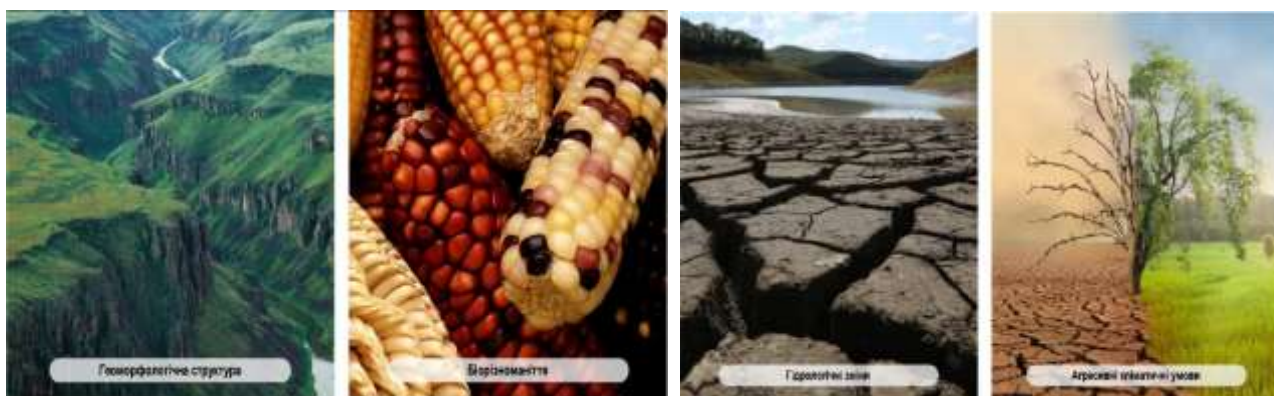 Геоморфологічна структура
Біорізноманіття
Гідрологічні зміни
Агресивні кліматичні умови